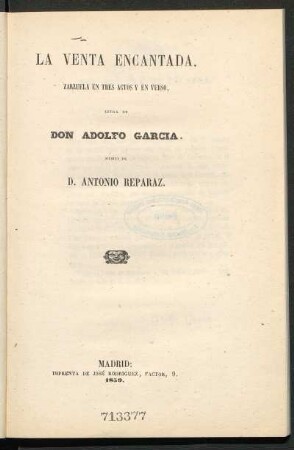 LA VENTA ENCANTADA.
ZARZUELA EN TRES ACTOS Y EN VERSO,
LETRA DE
DON ADOLFO GARCIA.
MUSICA DE
D. ANTONIO REPARAZ.
MADRID:
IMPRENTA DE JOSÉ RODRIGUEZ, FACTOR, 9.
1859.
713377